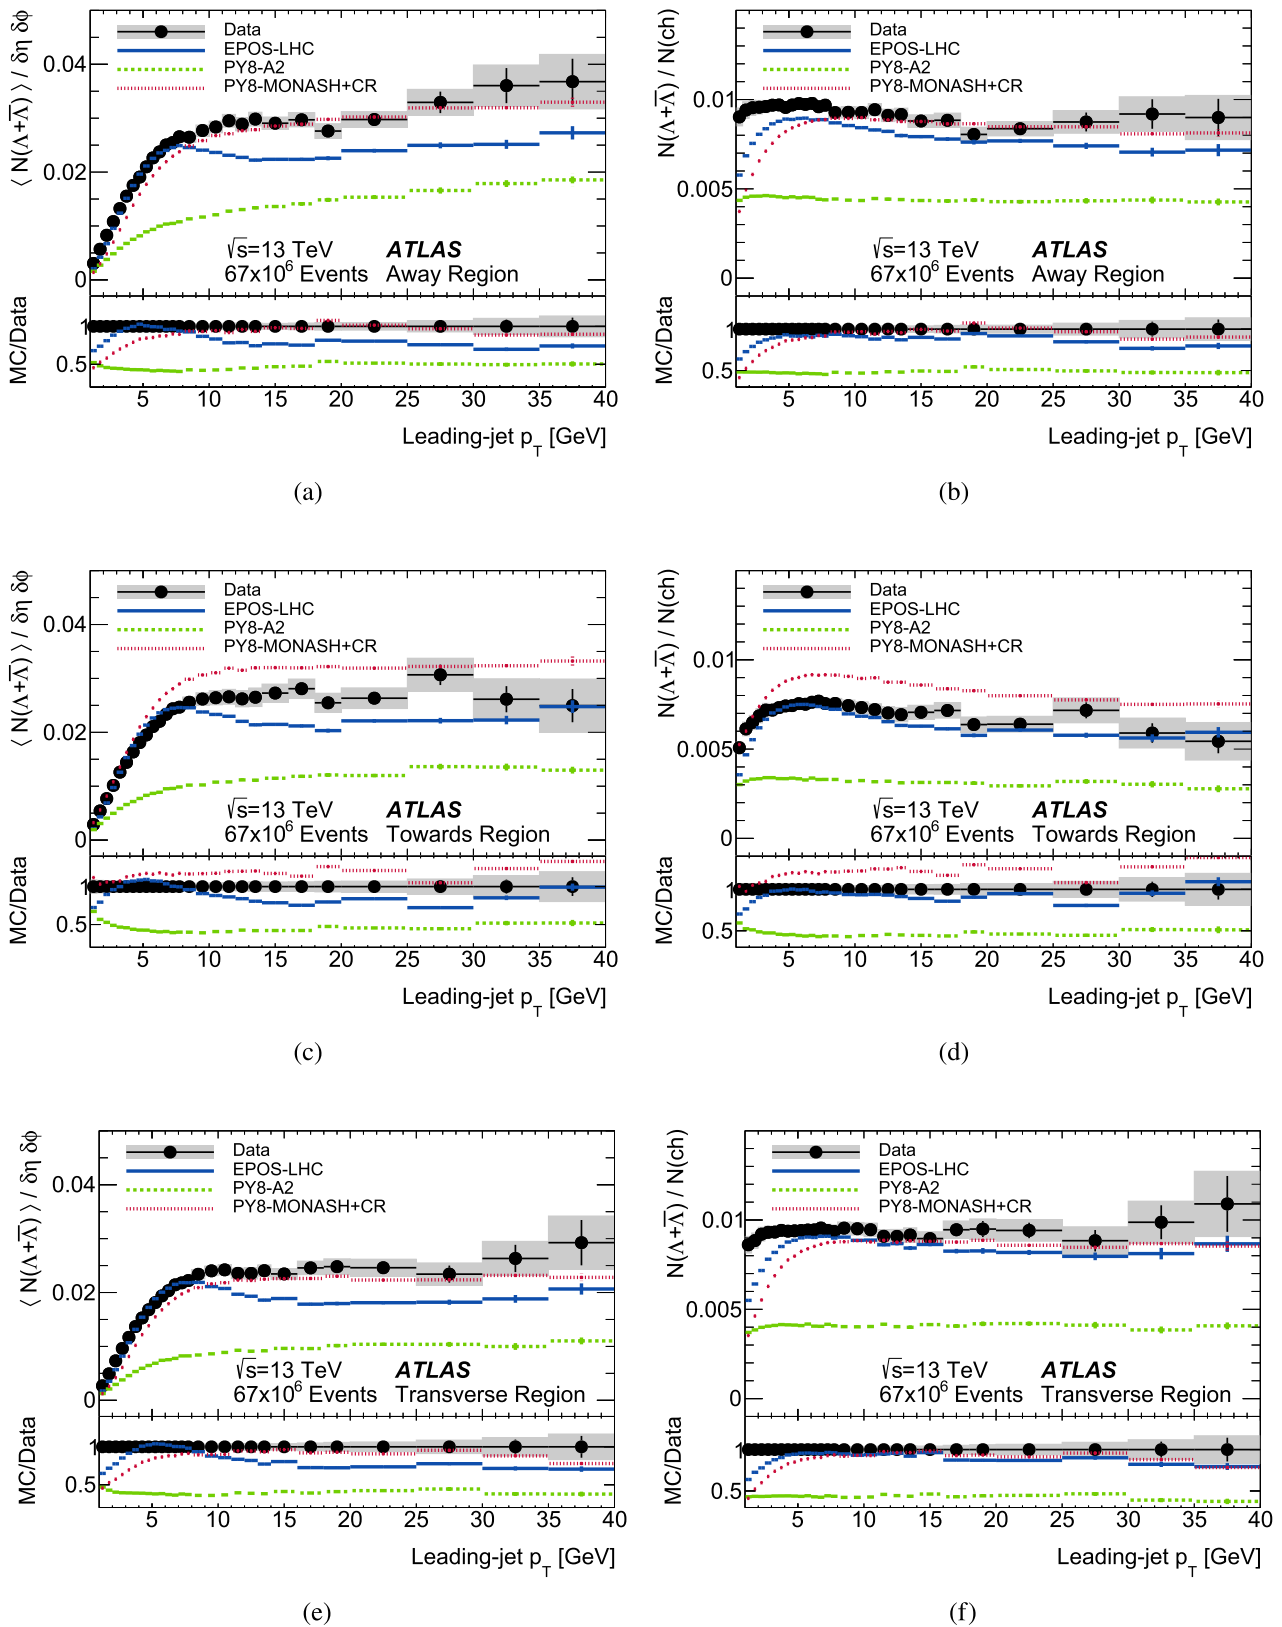 ⟨ N(Λ+Λ̅) ⟩ / δη δφ
0.04
0.02
0
Data
EPOS-LHC
PY8-A2
PY8-MONASH+CR
√s=13 TeV ATLAS
67x10⁶ Events Away Region
MC/Data
1
0.5
5 10 15 20 25 30 35 40
Leading-jet p_T [GeV]
(a)
N(Λ+Λ̅) / N(ch)
0.01
0.005
0
Data
EPOS-LHC
PY8-A2
PY8-MONASH+CR
√s=13 TeV ATLAS
67x10⁶ Events Away Region
MC/Data
1
0.5
5 10 15 20 25 30 35 40
Leading-jet p_T [GeV]
(b)
⟨ N(Λ+Λ̅) ⟩ / δη δφ
0.04
0.02
0
Data
EPOS-LHC
PY8-A2
PY8-MONASH+CR
√s=13 TeV ATLAS
67x10⁶ Events Towards Region
MC/Data
1
0.5
5 10 15 20 25 30 35 40
Leading-jet p_T [GeV]
(c)
N(Λ+Λ̅) / N(ch)
0.01
0.005
0
Data
EPOS-LHC
PY8-A2
PY8-MONASH+CR
√s=13 TeV ATLAS
67x10⁶ Events Towards Region
MC/Data
1
0.5
5 10 15 20 25 30 35 40
Leading-jet p_T [GeV]
(d)
⟨ N(Λ+Λ̅) ⟩ / δη δφ
0.04
0.02
0
Data
EPOS-LHC
PY8-A2
PY8-MONASH+CR
√s=13 TeV ATLAS
67x10⁶ Events Transverse Region
MC/Data
1
0.5
5 10 15 20 25 30 35 40
Leading-jet p_T [GeV]
(e)
N(Λ+Λ̅) / N(ch)
0.01
0.005
0
Data
EPOS-LHC
PY8-A2
PY8-MONASH+CR
√s=13 TeV ATLAS
67x10⁶ Events Transverse Region
MC/Data
1
0.5
5 10 15 20 25 30 35 40
Leading-jet p_T [GeV]
(f)